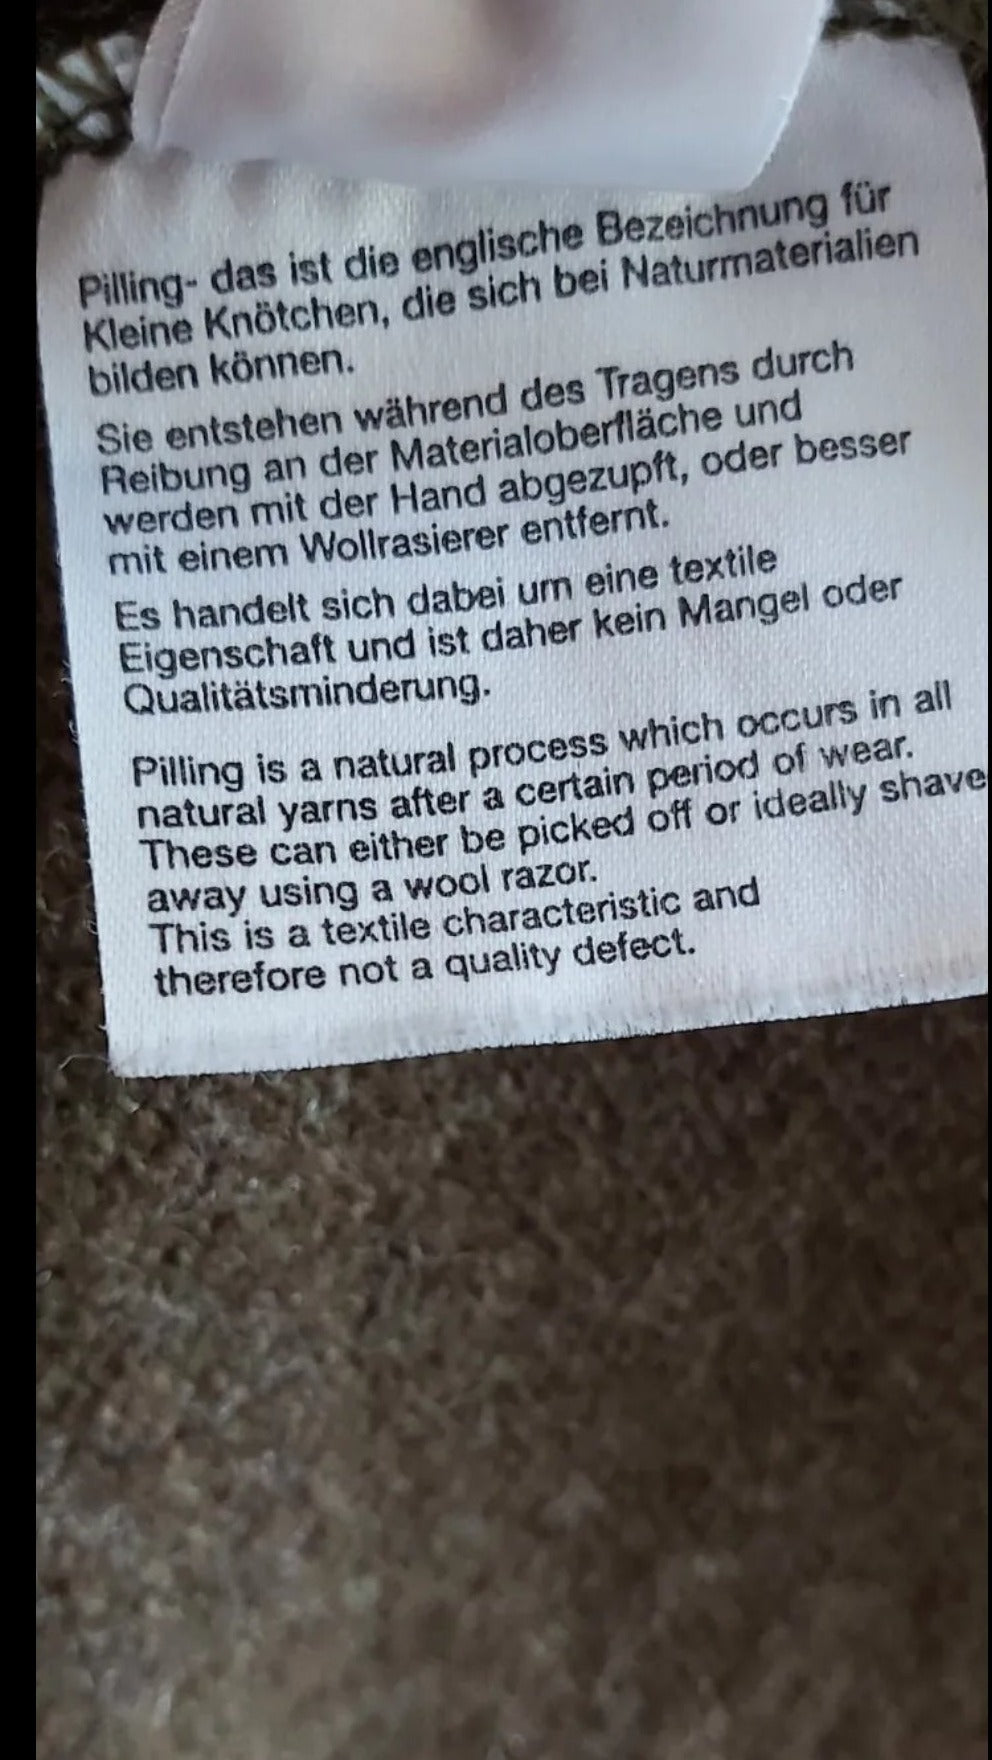 Pilling- das ist die englische Bezeichnung für
Kleine Knötchen, die sich bei Naturmaterialien
bilden können.
Sie entstehen während des Tragens durch
Reibung an der Materialoberfläche und
werden mit der Hand abgezupft, oder besser
mit einem Wollrasierer entfernt.
Es handelt sich dabei um eine textile
Eigenschaft und ist daher kein Mangel oder
Qualitätsminderung.
Pilling is a natural process which occurs in all
natural yarns after a certain period of wear.
These can either be picked off or ideally shave
away using a wool razor.
This is a textile characteristic and
therefore not a quality defect.